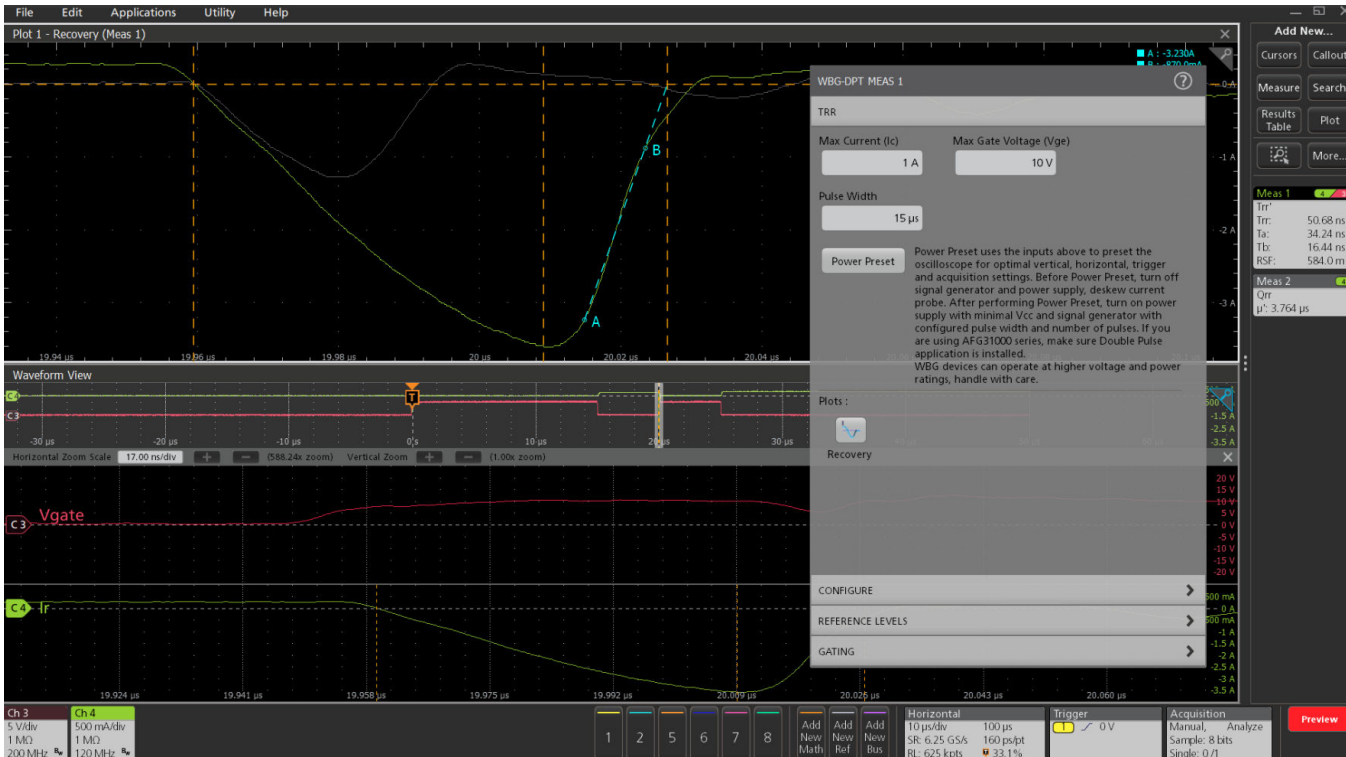 File Edit Applications Utility Help
Plot 1 - Recovery (Meas 1)
A : -3.230A
B : -870.0mA
0 A
-1 A
-2 A
-3 A
A
B
19.94 µs 19.96 µs 19.98 µs 20 µs 20.02 µs 20.04 µs
Waveform View
C4
C3
T
-1.5 A
-2.5 A
-3.5 A
-30 µs -20 µs -10 µs 0 s 10 µs 20 µs 30 µs
Horizontal Zoom Scale 17.00 ns/div + - (588.24x zoom) Vertical Zoom + - (1.00x zoom)
C3 Vgate
20 V
15 V
10 V
5 V
0 V
-5 V
-10 V
-15 V
-20 V
C4 Ir
500 mA
0 A
-1 A
-1.5 A
-2 A
-2.5 A
-3 A
-3.5 A
19.924 µs 19.941 µs 19.958 µs 19.975 µs 19.992 µs 20.009 µs 20.026 µs 20.043 µs 20.060 µs
WBG-DPT MEAS 1
?
TRR
Max Current (Ic) Max Gate Voltage (Vge)
1 A 10 V
Pulse Width
15 µs
Power Preset
Power Preset uses the inputs above to preset the
oscilloscope for optimal vertical, horizontal, trigger
and acquisition settings. Before Power Preset, turn off
signal generator and power supply, deskew current
probe. After performing Power Preset, turn on power
supply with minimal Vcc and signal generator with
configured pulse width and number of pulses. If you
are using AFG31000 series, make sure Double Pulse
application is installed.
WBG devices can operate at higher voltage and power
ratings, handle with care.
Plots :
Recovery
CONFIGURE
REFERENCE LEVELS
GATING
Add New...
Cursors Callout
Measure Search
Results
Table
Plot
More...
Meas 1 4
Trr'
Trr: 50.68 ns
Ta: 34.24 ns
Tb: 16.44 ns
RSF: 584.0 m
Meas 2 4
Qrr
µ': 3.764 µs
Ch 3
5 V/div
1 MΩ
200 MHz Bw
Ch 4
500 mA/div
1 MΩ
120 MHz Bw
1 2 5 6 7 8
Add
New
Math
Add
New
Ref
Add
New
Bus
Horizontal
10 µs/div 100 µs
SR: 6.25 GS/s 160 ps/pt
RL: 625 kpts 33.1%
Trigger
1 0 V
Acquisition
Manual, Analyze
Sample: 8 bits
Single: 0 /1
Preview